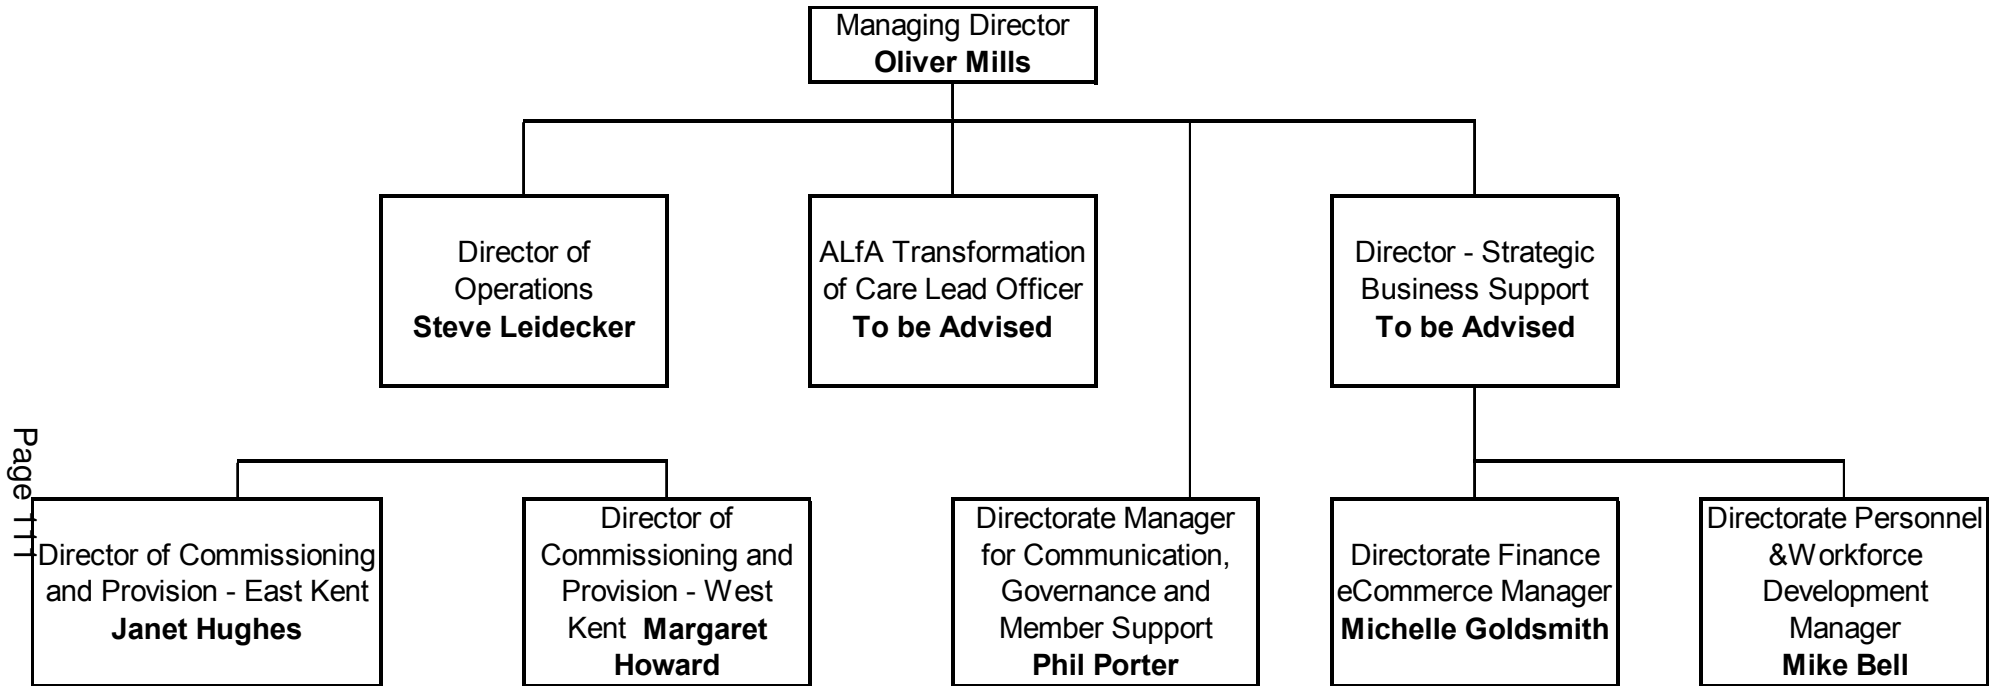 Managing Director
Oliver Mills
Director of
Operations
Steve Leidecker
ALfA Transformation
of Care Lead Officer
To be Advised
Director - Strategic
Business Support
To be Advised
Page 111
Director of Commissioning
and Provision - East Kent
Janet Hughes
Director of
Commissioning and
Provision - West
Kent Margaret
Howard
Directorate Manager
for Communication,
Governance and
Member Support
Phil Porter
Directorate Finance
eCommerce Manager
Michelle Goldsmith
Directorate Personnel
&Workforce
Development
Manager
Mike Bell